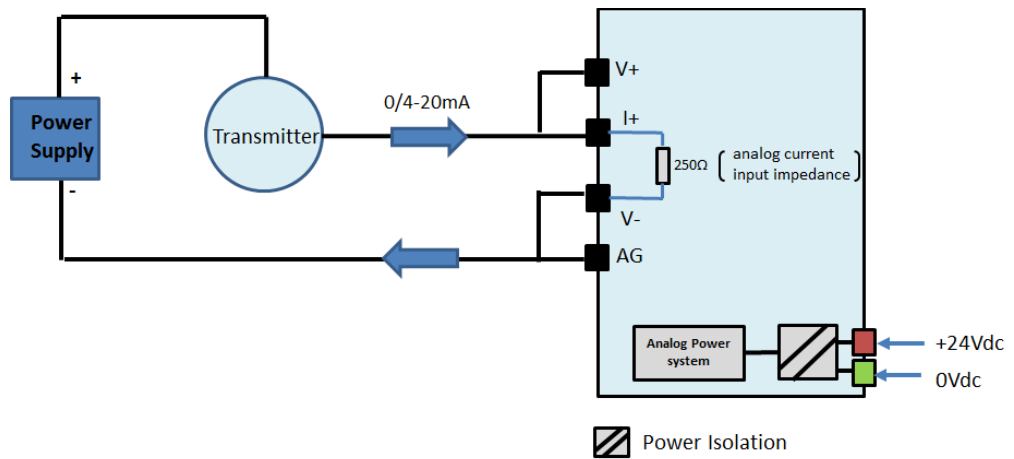 +
Power
Supply
-
Transmitter
0/4-20mA
V+
I+
250Ω
analog current
input impedance
V-
AG
Analog Power
system
+24Vdc
0Vdc
Power Isolation